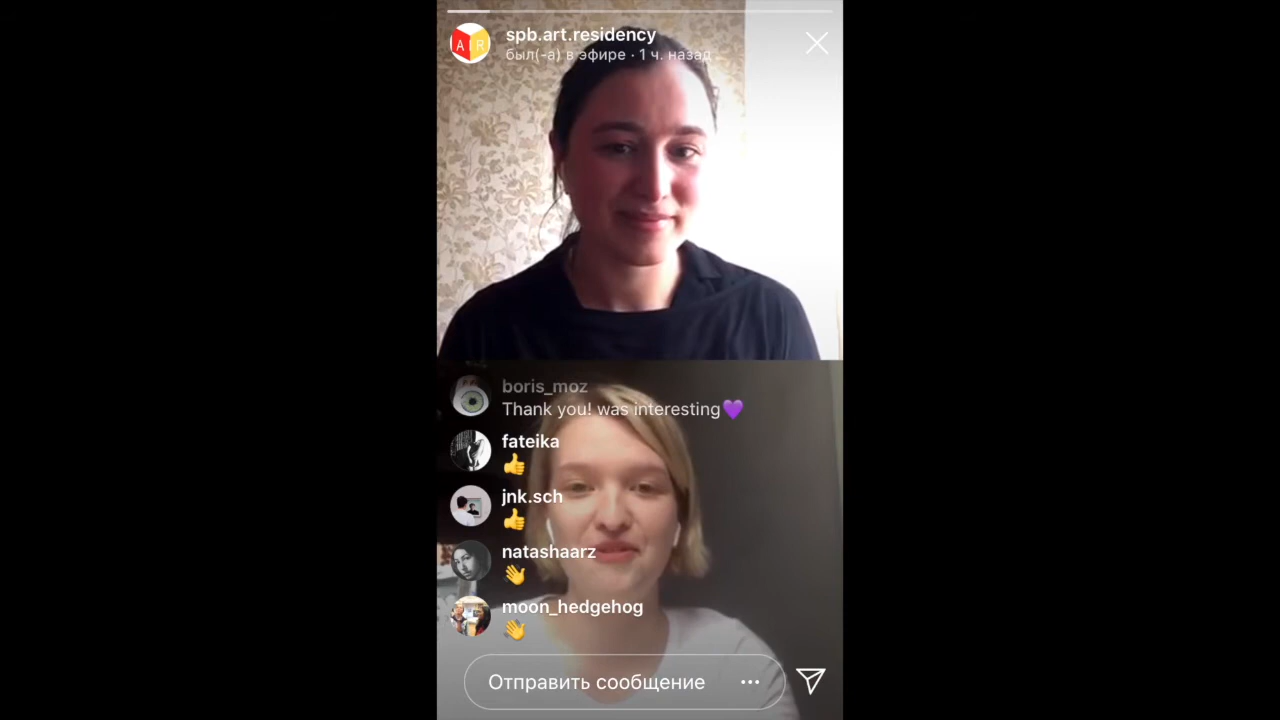 AIR
spb.art.residency
был(-а) в эфире · 1 ч. назад
boris_moz
Thank you! was interesting💜
fateika
👍
jnk.sch
👍
natashaarz
👋
moon_hedgehog
👋
Отправить сообщение